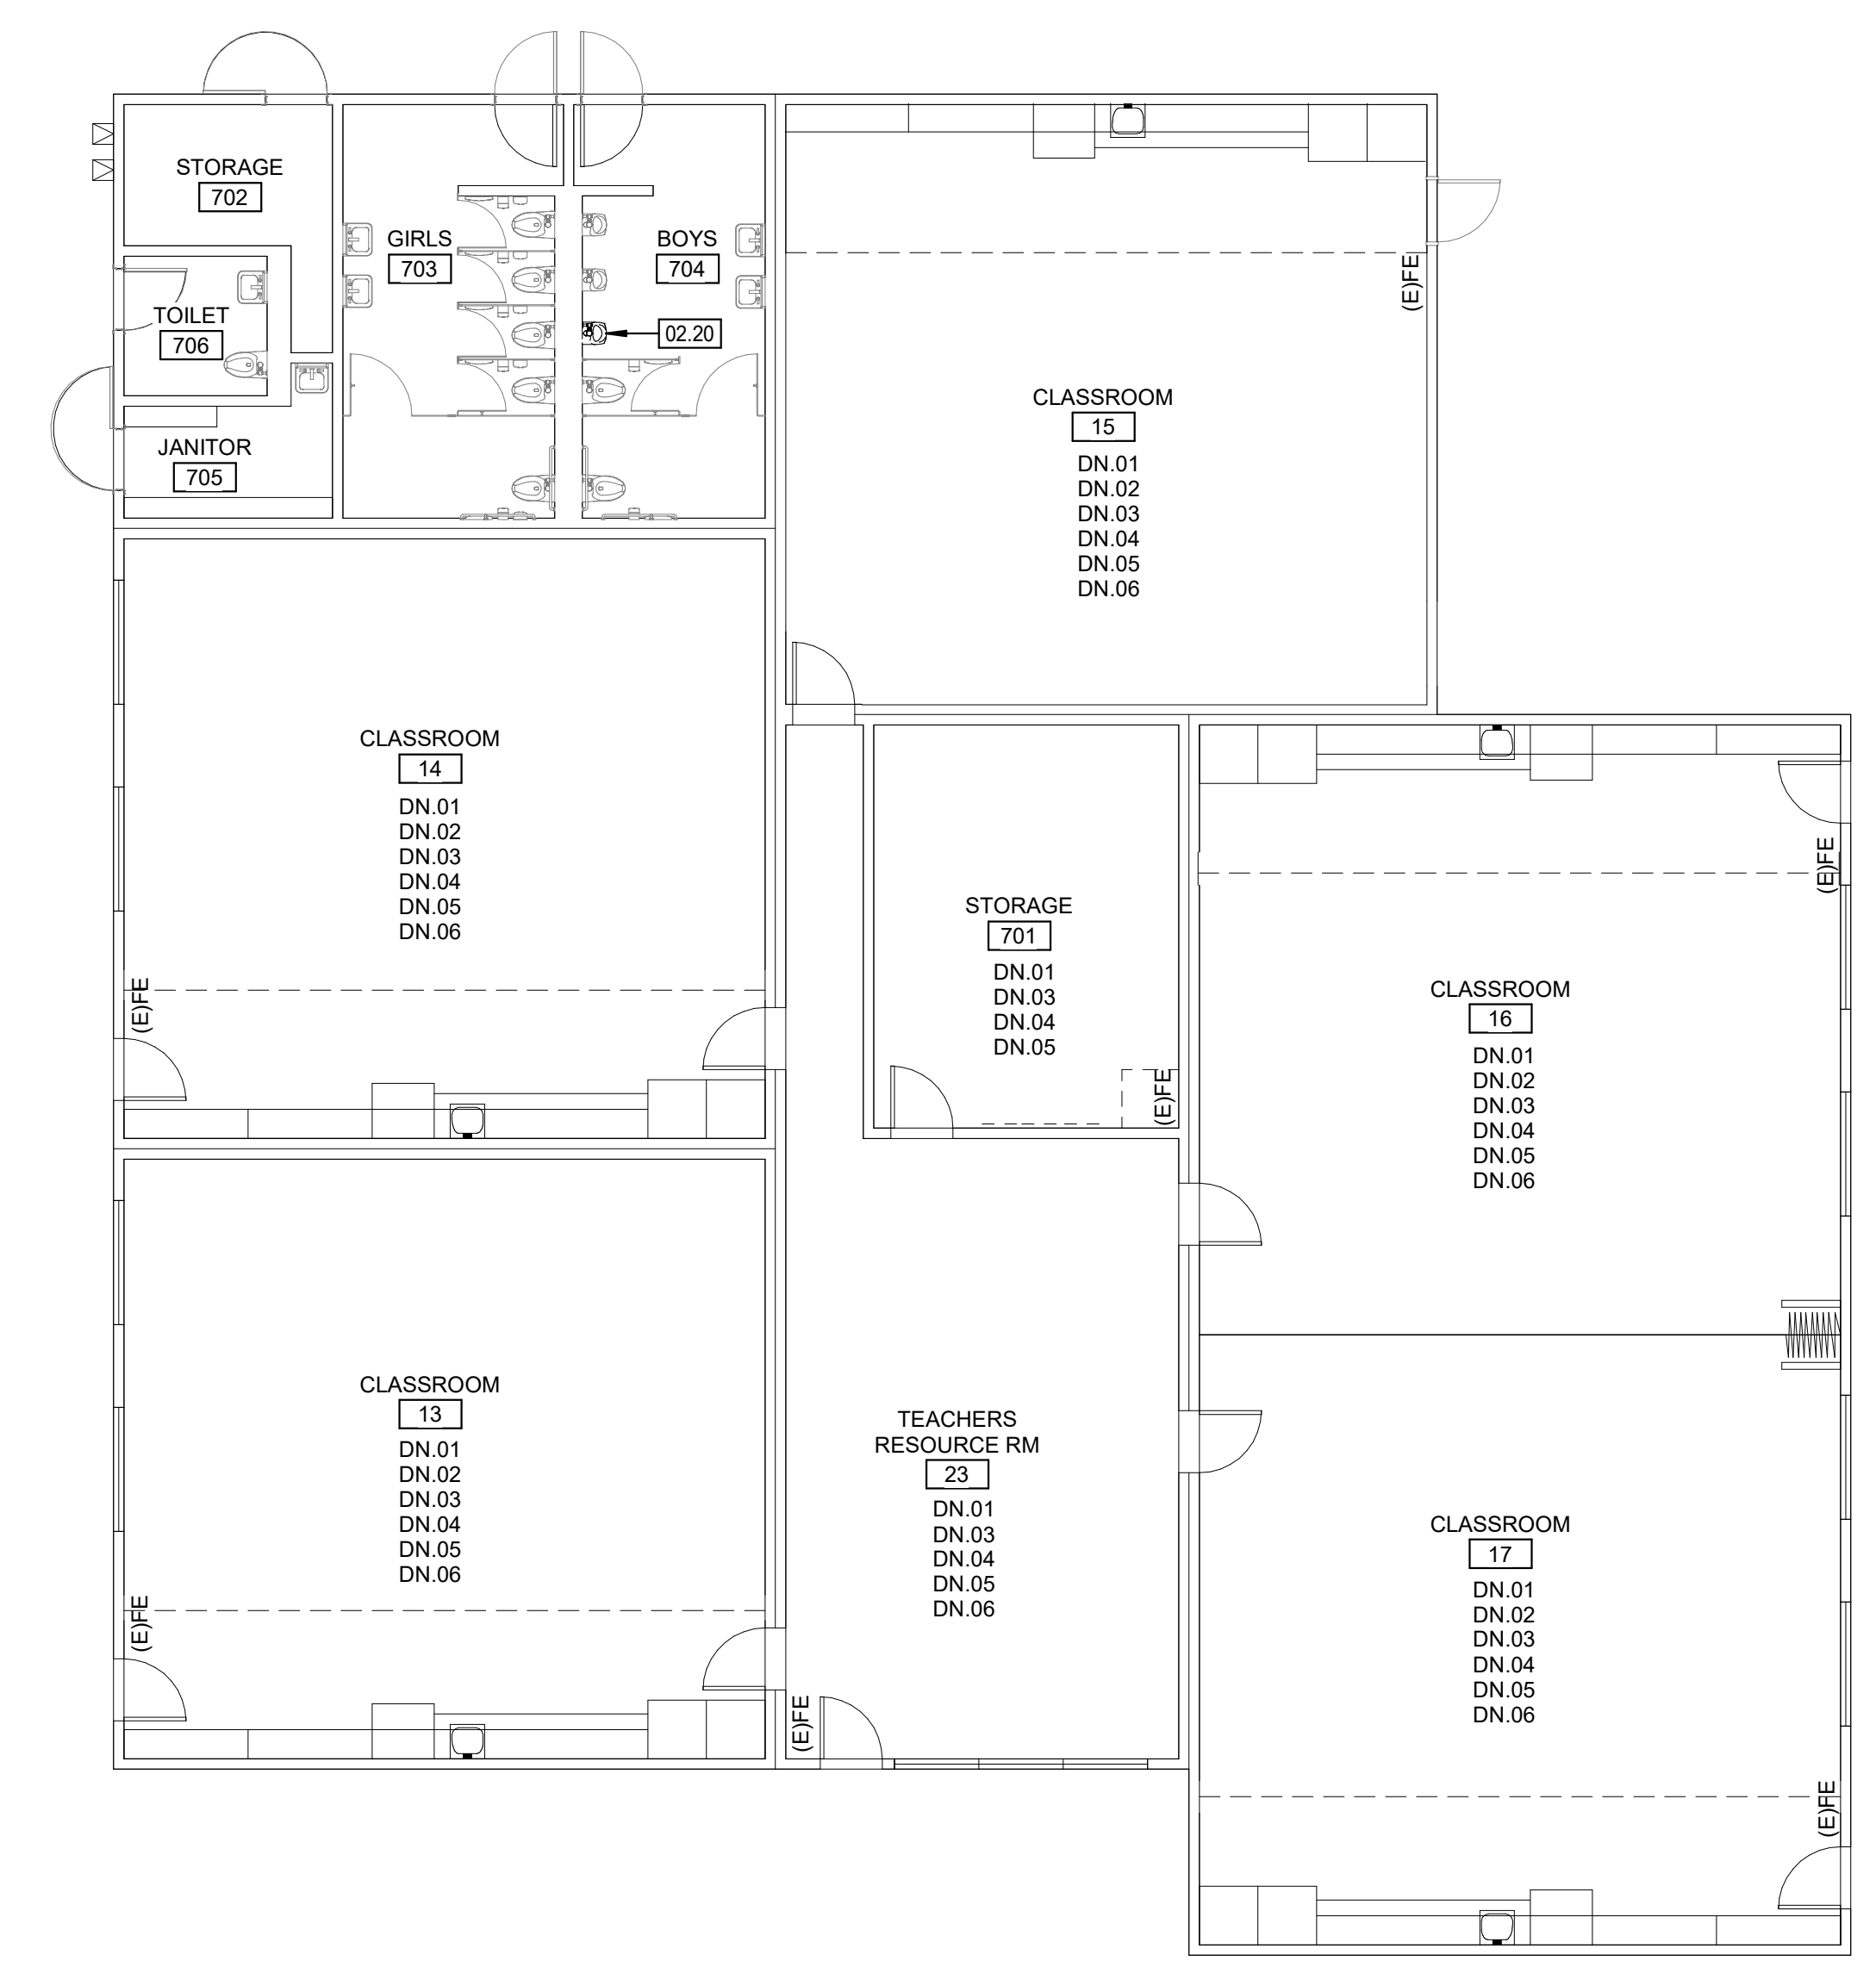 STORAGE
702
GIRLS
703
BOYS
704
TOILET
706
02.20
JANITOR
705
CLASSROOM
15
DN.01
DN.02
DN.03
DN.04
DN.05
DN.06
(E)FE
CLASSROOM
14
DN.01
DN.02
DN.03
DN.04
DN.05
DN.06
(E)FE
STORAGE
701
DN.01
DN.03
DN.04
DN.05
(E)FE
CLASSROOM
16
DN.01
DN.02
DN.03
DN.04
DN.05
DN.06
(E)FE
CLASSROOM
13
DN.01
DN.02
DN.03
DN.04
DN.05
DN.06
(E)FE
TEACHERS
RESOURCE RM
23
DN.01
DN.03
DN.04
DN.05
DN.06
(E)FE
CLASSROOM
17
DN.01
DN.02
DN.03
DN.04
DN.05
DN.06
(E)FE